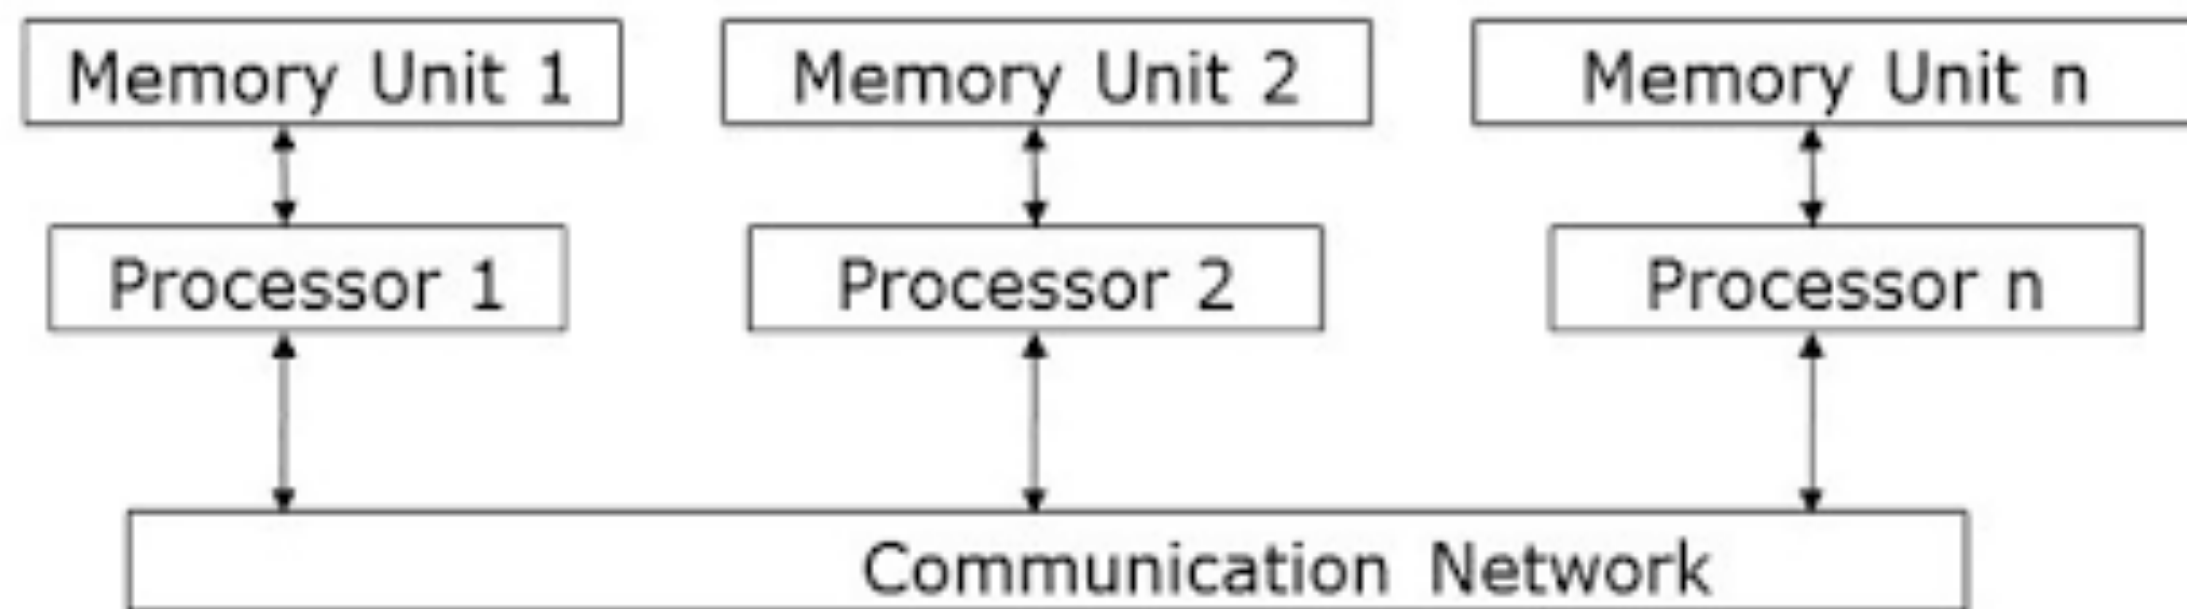 Memory Unit 1
Memory Unit 2
Memory Unit n
Processor 1
Processor 2
Processor n
Communication Network